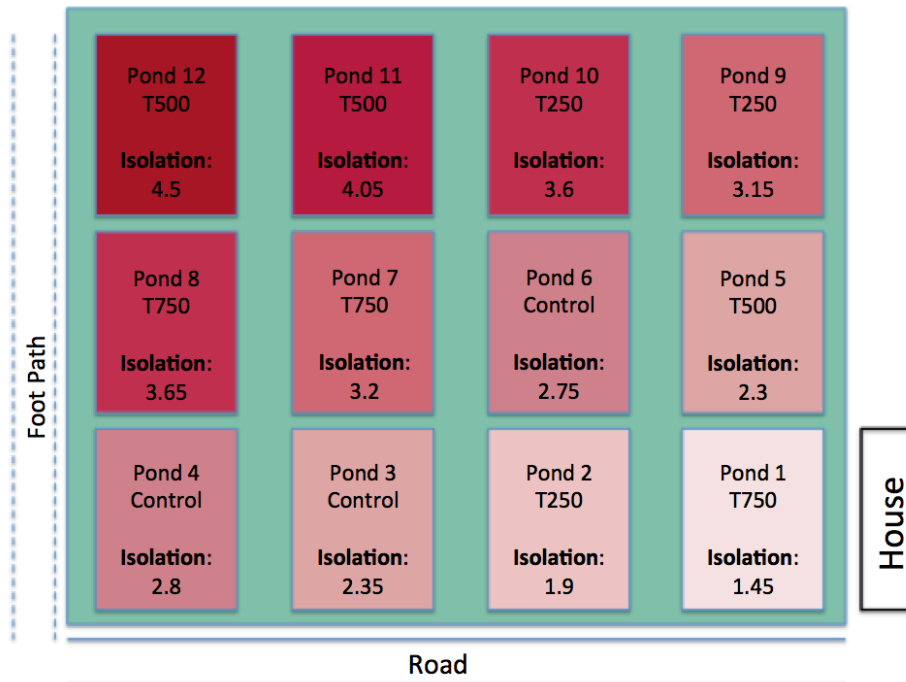 Pond 12
T500
Isolation:
4.5
Pond 11
T500
Isolation:
4.05
Pond 10
T250
Isolation:
3.6
Pond 9
T250
Isolation:
3.15
Pond 8
T750
Isolation:
3.65
Pond 7
T750
Isolation:
3.2
Pond 6
Control
Isolation:
2.75
Pond 5
T500
Isolation:
2.3
Pond 4
Control
Isolation:
2.8
Pond 3
Control
Isolation:
2.35
Pond 2
T250
Isolation:
1.9
Pond 1
T750
Isolation:
1.45
Foot Path
House
Road